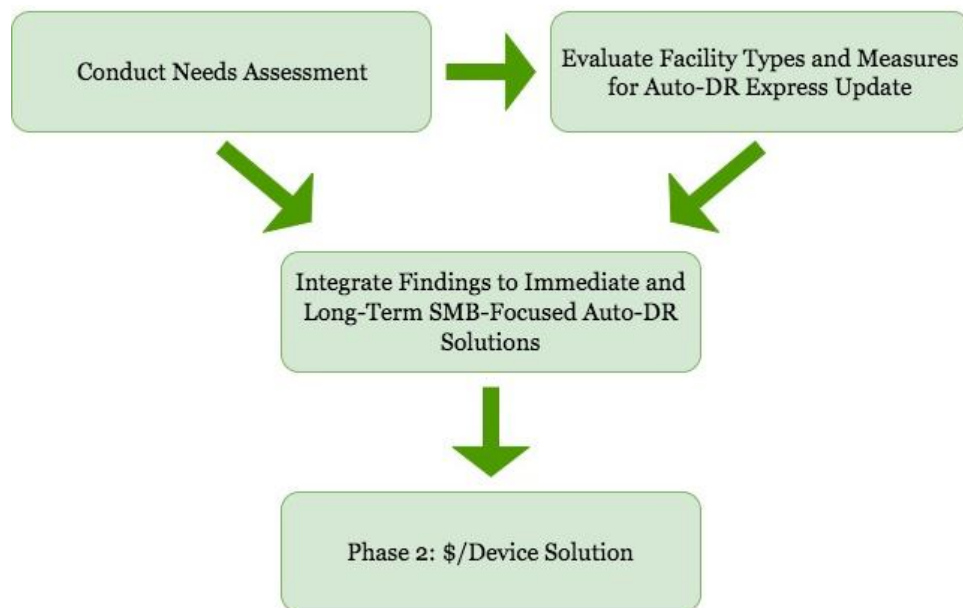 Conduct Needs Assessment
Evaluate Facility Types and Measures
for Auto-DR Express Update
Integrate Findings to Immediate and
Long-Term SMB-Focused Auto-DR
Solutions
Phase 2: $/Device Solution